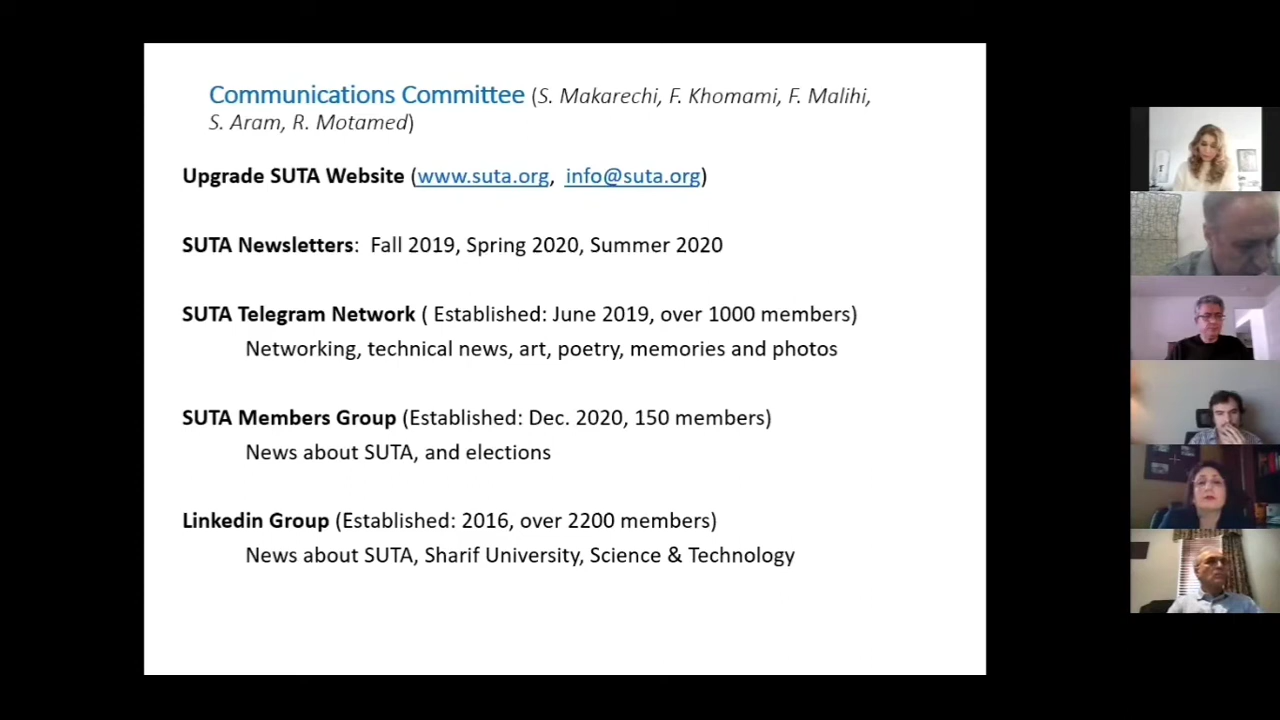 Communications Committee (S. Makarechi, F. Khomami, F. Malihi,
S. Aram, R. Motamed)
Upgrade SUTA Website (www.suta.org, info@suta.org)
SUTA Newsletters: Fall 2019, Spring 2020, Summer 2020
SUTA Telegram Network ( Established: June 2019, over 1000 members)
Networking, technical news, art, poetry, memories and photos
SUTA Members Group (Established: Dec. 2020, 150 members)
News about SUTA, and elections
Linkedin Group (Established: 2016, over 2200 members)
News about SUTA, Sharif University, Science & Technology